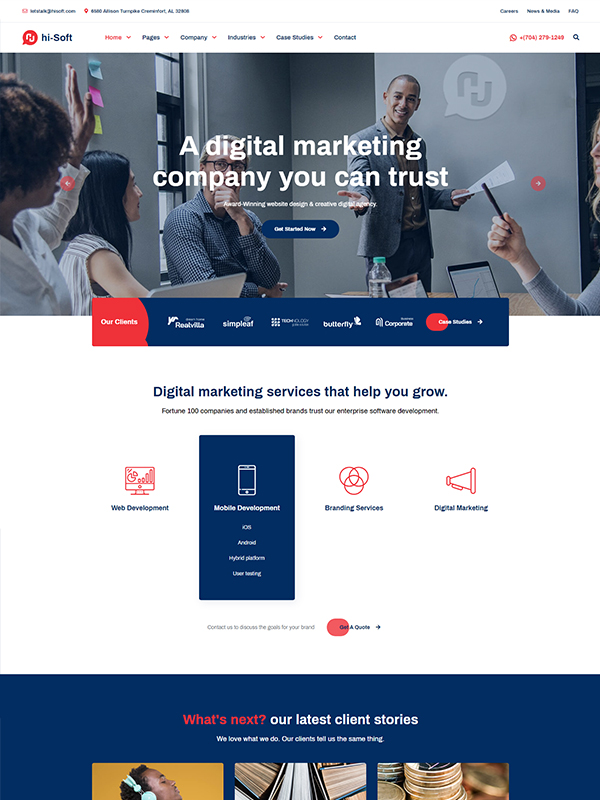 letstalk@hisoft.com 4660 Allison Turnpike Creminfort, AL 32808 Careers News & Media FAQ
hi-Soft Home Pages Company Industries Case Studies Contact +(704) 279-1249
A digital marketing
company you can trust
Award-Winning website design & creative digital agency.
Get Started Now
Our Clients Realvilla simpleaf TECHNOLOGY butterfly Business Corporate Case Studies
Digital marketing services that help you grow.
Fortune 100 companies and established brands trust our enterprise software development.
Web Development Mobile Development Branding Services Digital Marketing
iOS
Android
Hybrid platform
User testing
Contact us to discuss the goals for your brand Get A Quote
What's next? our latest client stories
We love what we do. Our clients tell us the same thing.